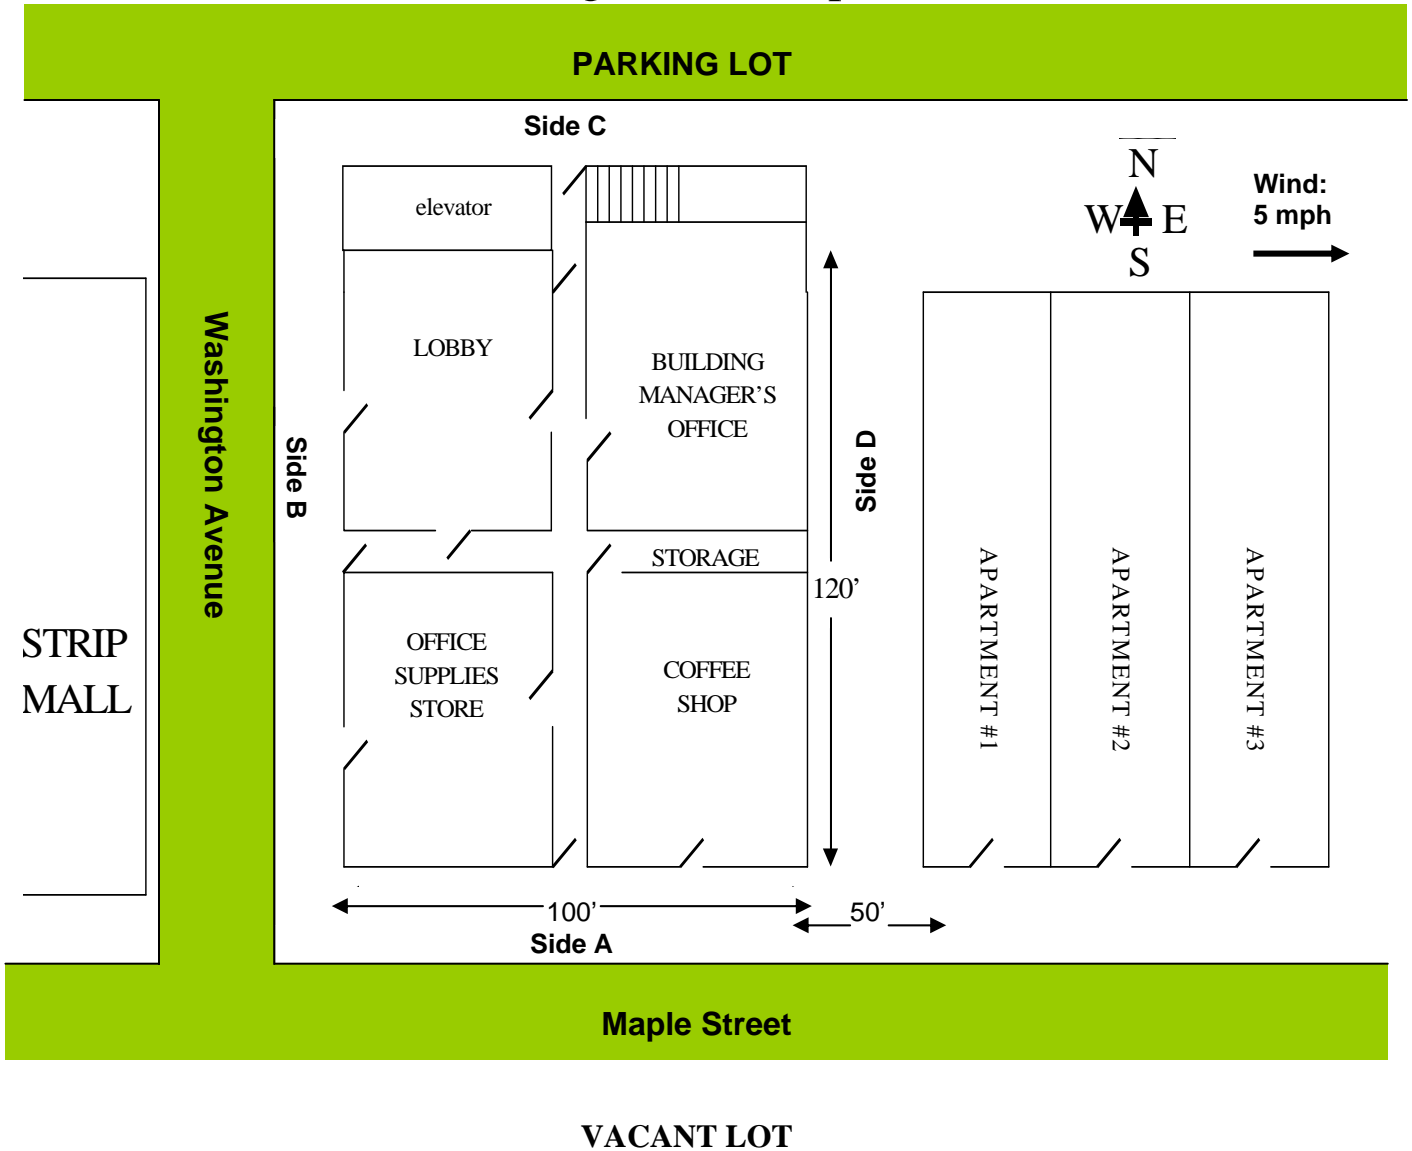 PARKING LOT
Side C
N
W E
S
Wind:
5 mph
elevator
LOBBY
BUILDING
MANAGER’S
OFFICE
Washington Avenue
Side B
Side D
STORAGE
120’
STRIP
MALL
OFFICE
SUPPLIES
STORE
COFFEE
SHOP
APARTMENT #1
APARTMENT #2
APARTMENT #3
100’
50’
Side A
Maple Street
VACANT LOT